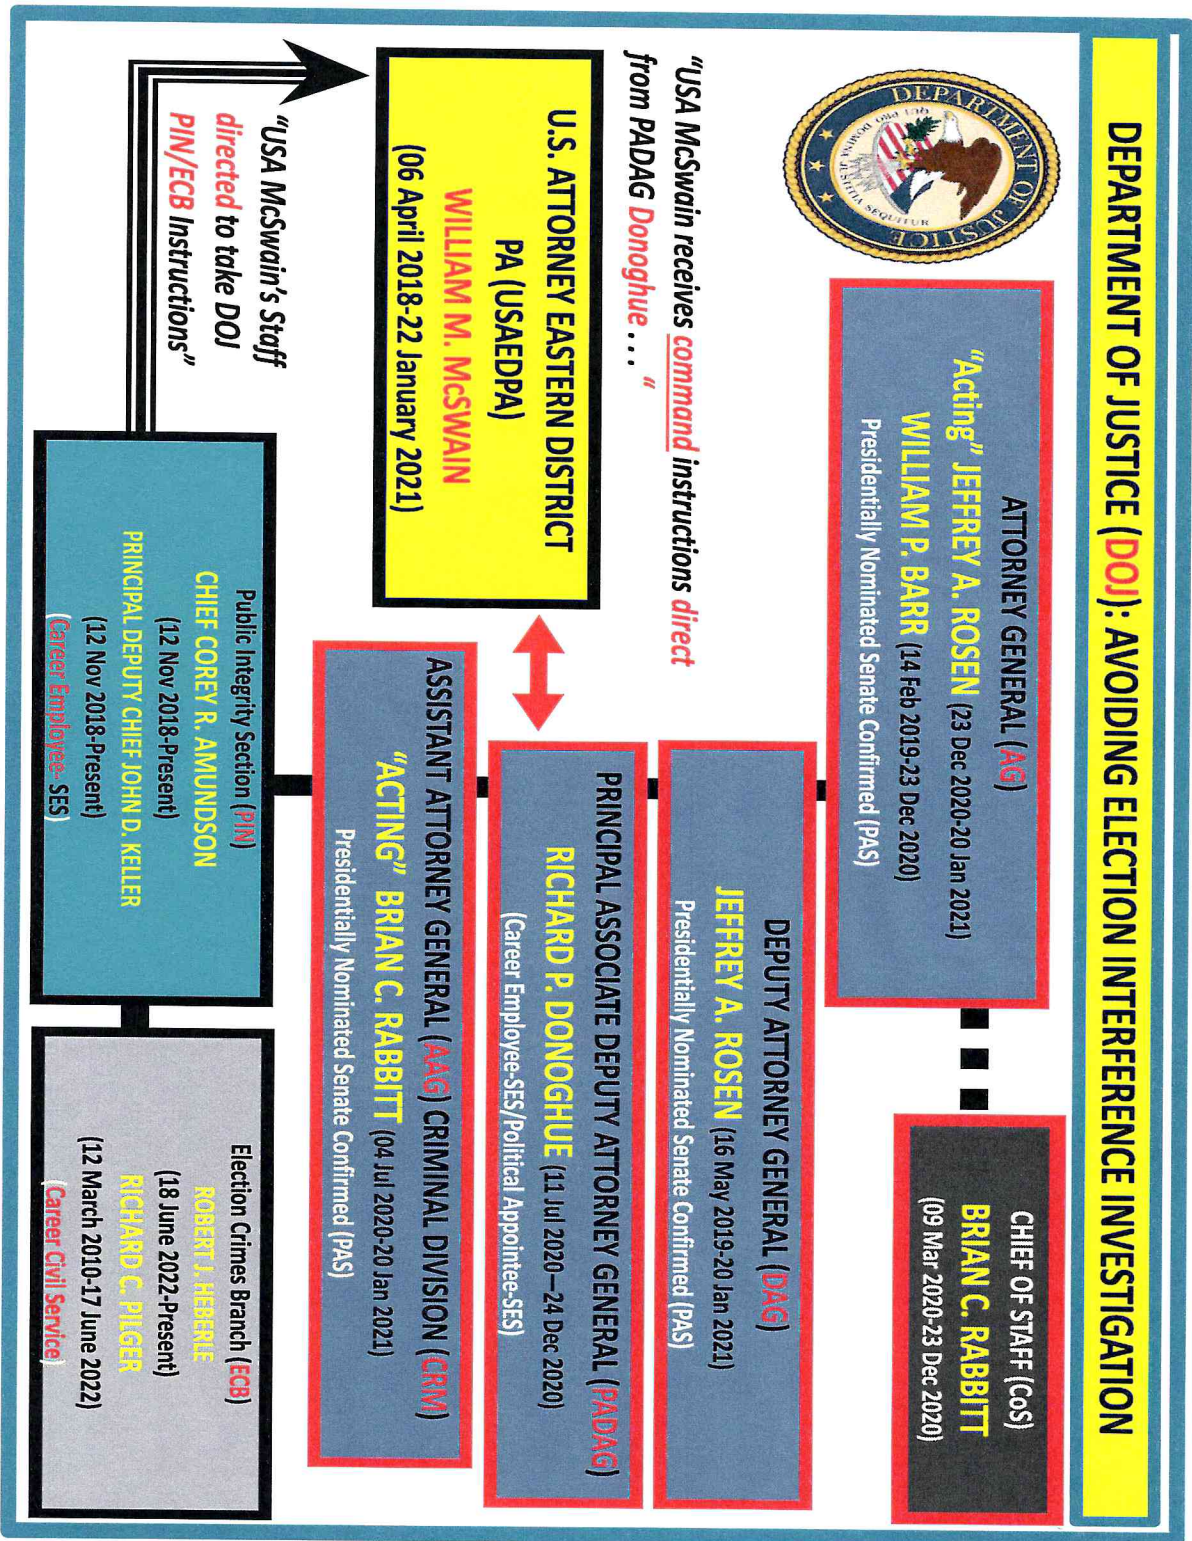 DEPARTMENT OF JUSTICE (DOJ): AVOIDING ELECTION INTERFERENCE INVESTIGATION
DEPARTMENT OF JUSTICE
QUI PRO DOMINA JUSTITIA SEQUITUR
ATTORNEY GENERAL (AG)
"Acting" JEFFREY A. ROSEN (23 Dec 2020-20 Jan 2021)
WILLIAM P. BARR (14 Feb 2019-23 Dec 2020)
Presidentially Nominated Senate Confirmed (PAS)
CHIEF OF STAFF (CoS)
BRIAN C. RABBITT
(09 Mar 2020-23 Dec 2020)
"USA McSwain receives command instructions direct
from PADAG Donoghue . . . "
DEPUTY ATTORNEY GENERAL (DAG)
JEFFREY A. ROSEN (16 May 2019-20 Jan 2021)
Presidentially Nominated Senate Confirmed (PAS)
U.S. ATTORNEY EASTERN DISTRICT
PA (USAEDPA)
WILLIAM M. McSWAIN
(06 April 2018-22 January 2021)
PRINCIPAL ASSOCIATE DEPUTY ATTORNEY GENERAL (PADAG)
RICHARD P. DONOGHUE (11 Jul 2020—24 Dec 2020)
(Career Employee-SES/Political Appointee-SES)
ASSISTANT ATTORNEY GENERAL (AAG) CRIMINAL DIVISION (CRM)
"ACTING" BRIAN C. RABBITT (04 Jul 2020-20 Jan 2021)
Presidentially Nominated Senate Confirmed (PAS)
"USA McSwain's Staff
directed to take DOJ
PIN/ECB Instructions"
Public Integrity Section (PIN)
CHIEF COREY R. AMUNDSON
(12 Nov 2018-Present)
PRINCIPAL DEPUTY CHIEF JOHN D. KELLER
(12 Nov 2018-Present)
(Career Employee- SES)
Election Crimes Branch (ECB)
ROBERT J. HEBERLE
(18 June 2022-Present)
RICHARD C. PILGER
(12 March 2010-17 June 2022)
(Career Civil Service)